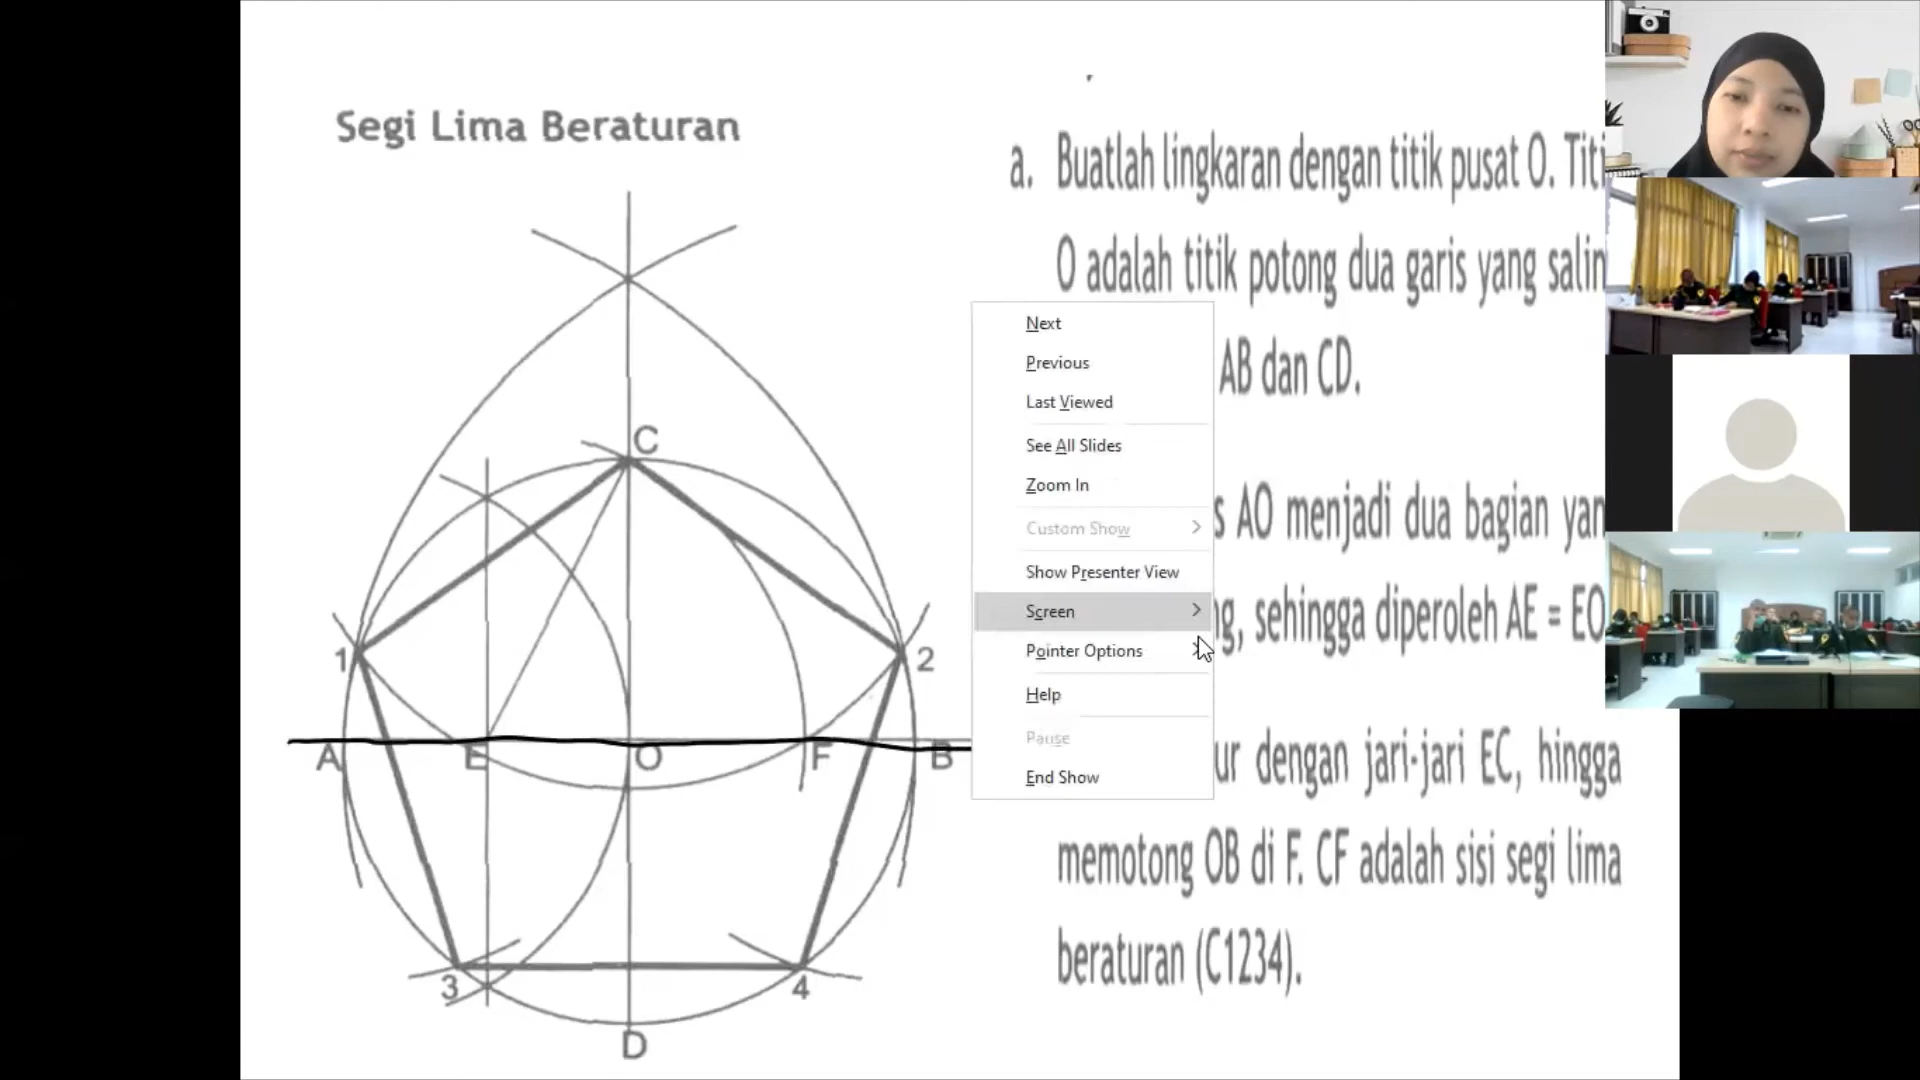 Segi Lima Beraturan
a. Buatlah lingkaran dengan titik pusat O. Titi
O adalah titik potong dua garis yang salin
AB dan CD.
AO menjadi dua bagian yan
sehingga diperoleh AE = EO
dengan jari-jari EC, hingga
memotong OB di F. CF adalah sisi segi lima
beraturan (C1234).
C
1
2
A
E
O
F
B
3
4
D
Next
Previous
Last Viewed
See All Slides
Zoom In
Custom Show
Show Presenter View
Screen
Pointer Options
Help
Pause
End Show